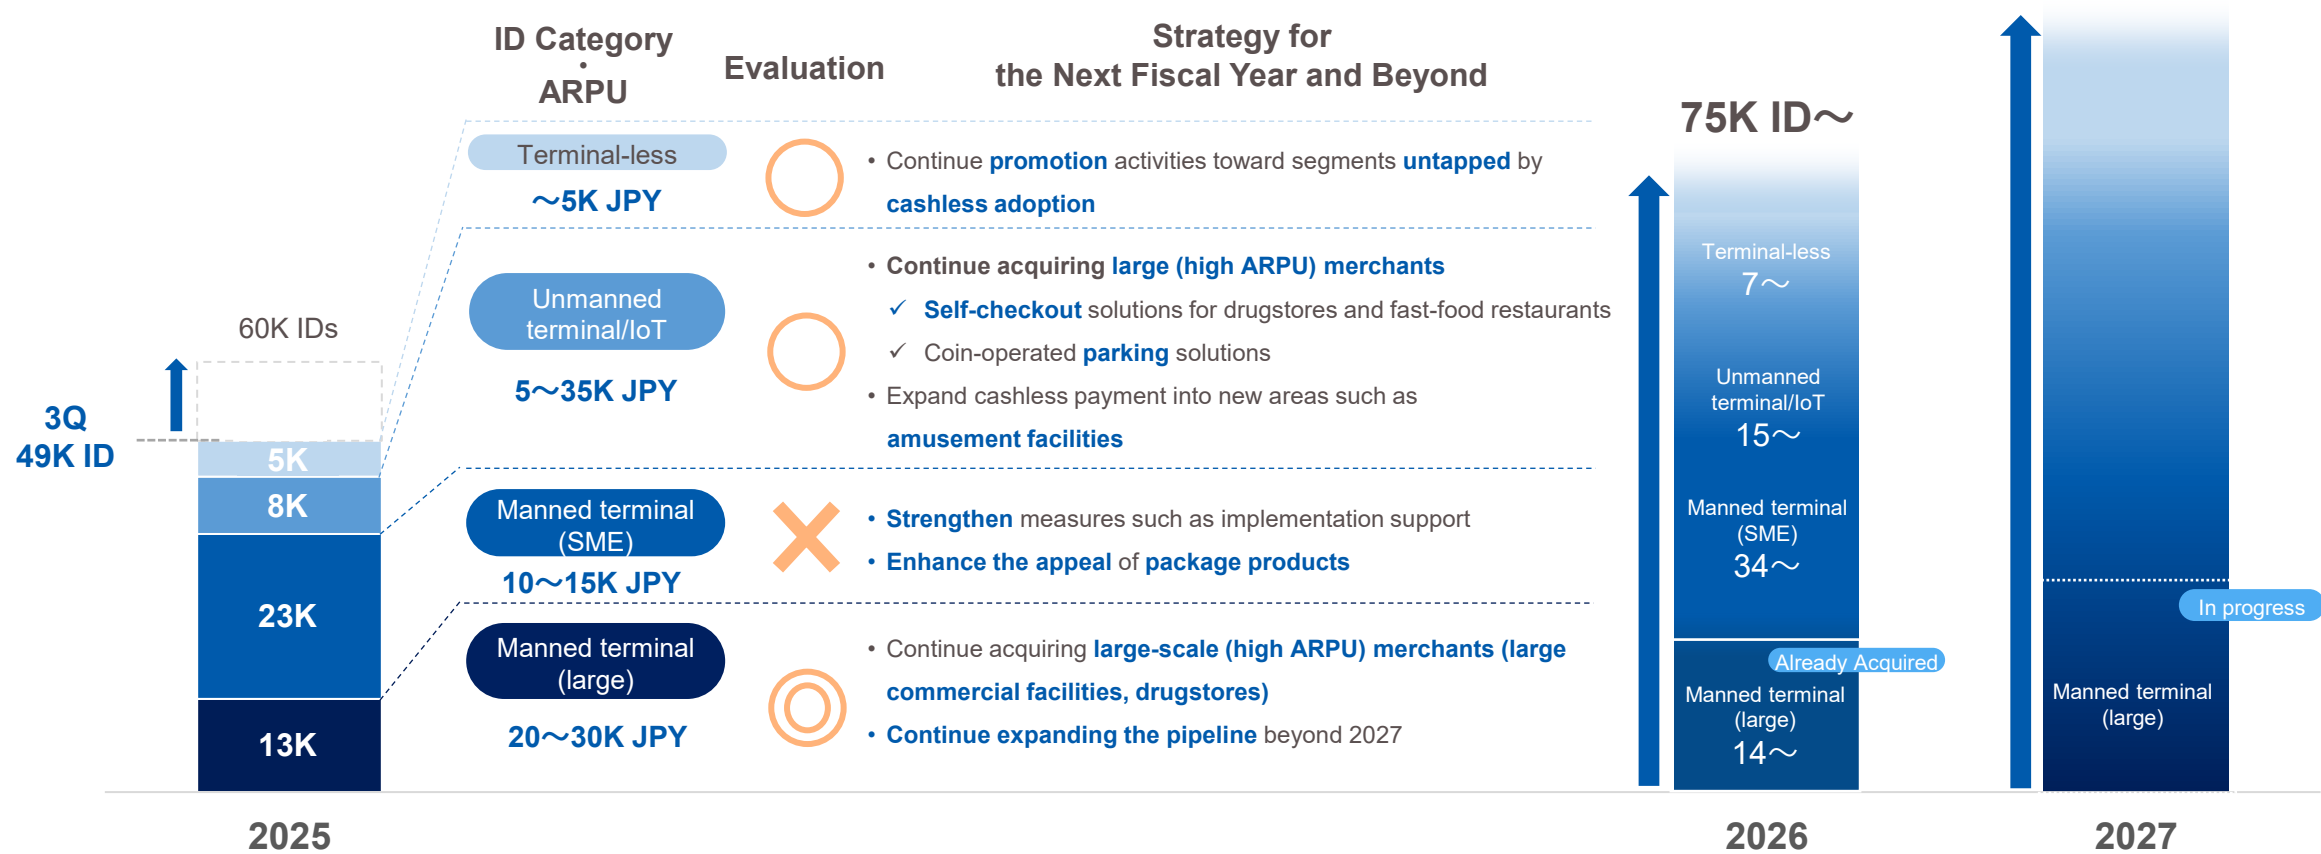 ID Category
・
ARPU
Evaluation
Strategy for
the Next Fiscal Year and Beyond
60K IDs
3Q
49K ID
5K
8K
23K
13K
2025
Terminal-less
～5K JPY
• Continue promotion activities toward segments untapped by
cashless adoption
Unmanned
terminal/IoT
5～35K JPY
• Continue acquiring large (high ARPU) merchants
✓ Self-checkout solutions for drugstores and fast-food restaurants
✓ Coin-operated parking solutions
• Expand cashless payment into new areas such as
amusement facilities
Manned terminal
(SME)
10～15K JPY
• Strengthen measures such as implementation support
• Enhance the appeal of package products
Manned terminal
(large)
20～30K JPY
• Continue acquiring large-scale (high ARPU) merchants (large
commercial facilities, drugstores)
• Continue expanding the pipeline beyond 2027
75K ID～
Terminal-less
7～
Unmanned
terminal/IoT
15～
Manned terminal
(SME)
34～
Already Acquired
Manned terminal
(large)
14～
2026
In progress
Manned terminal
(large)
2027